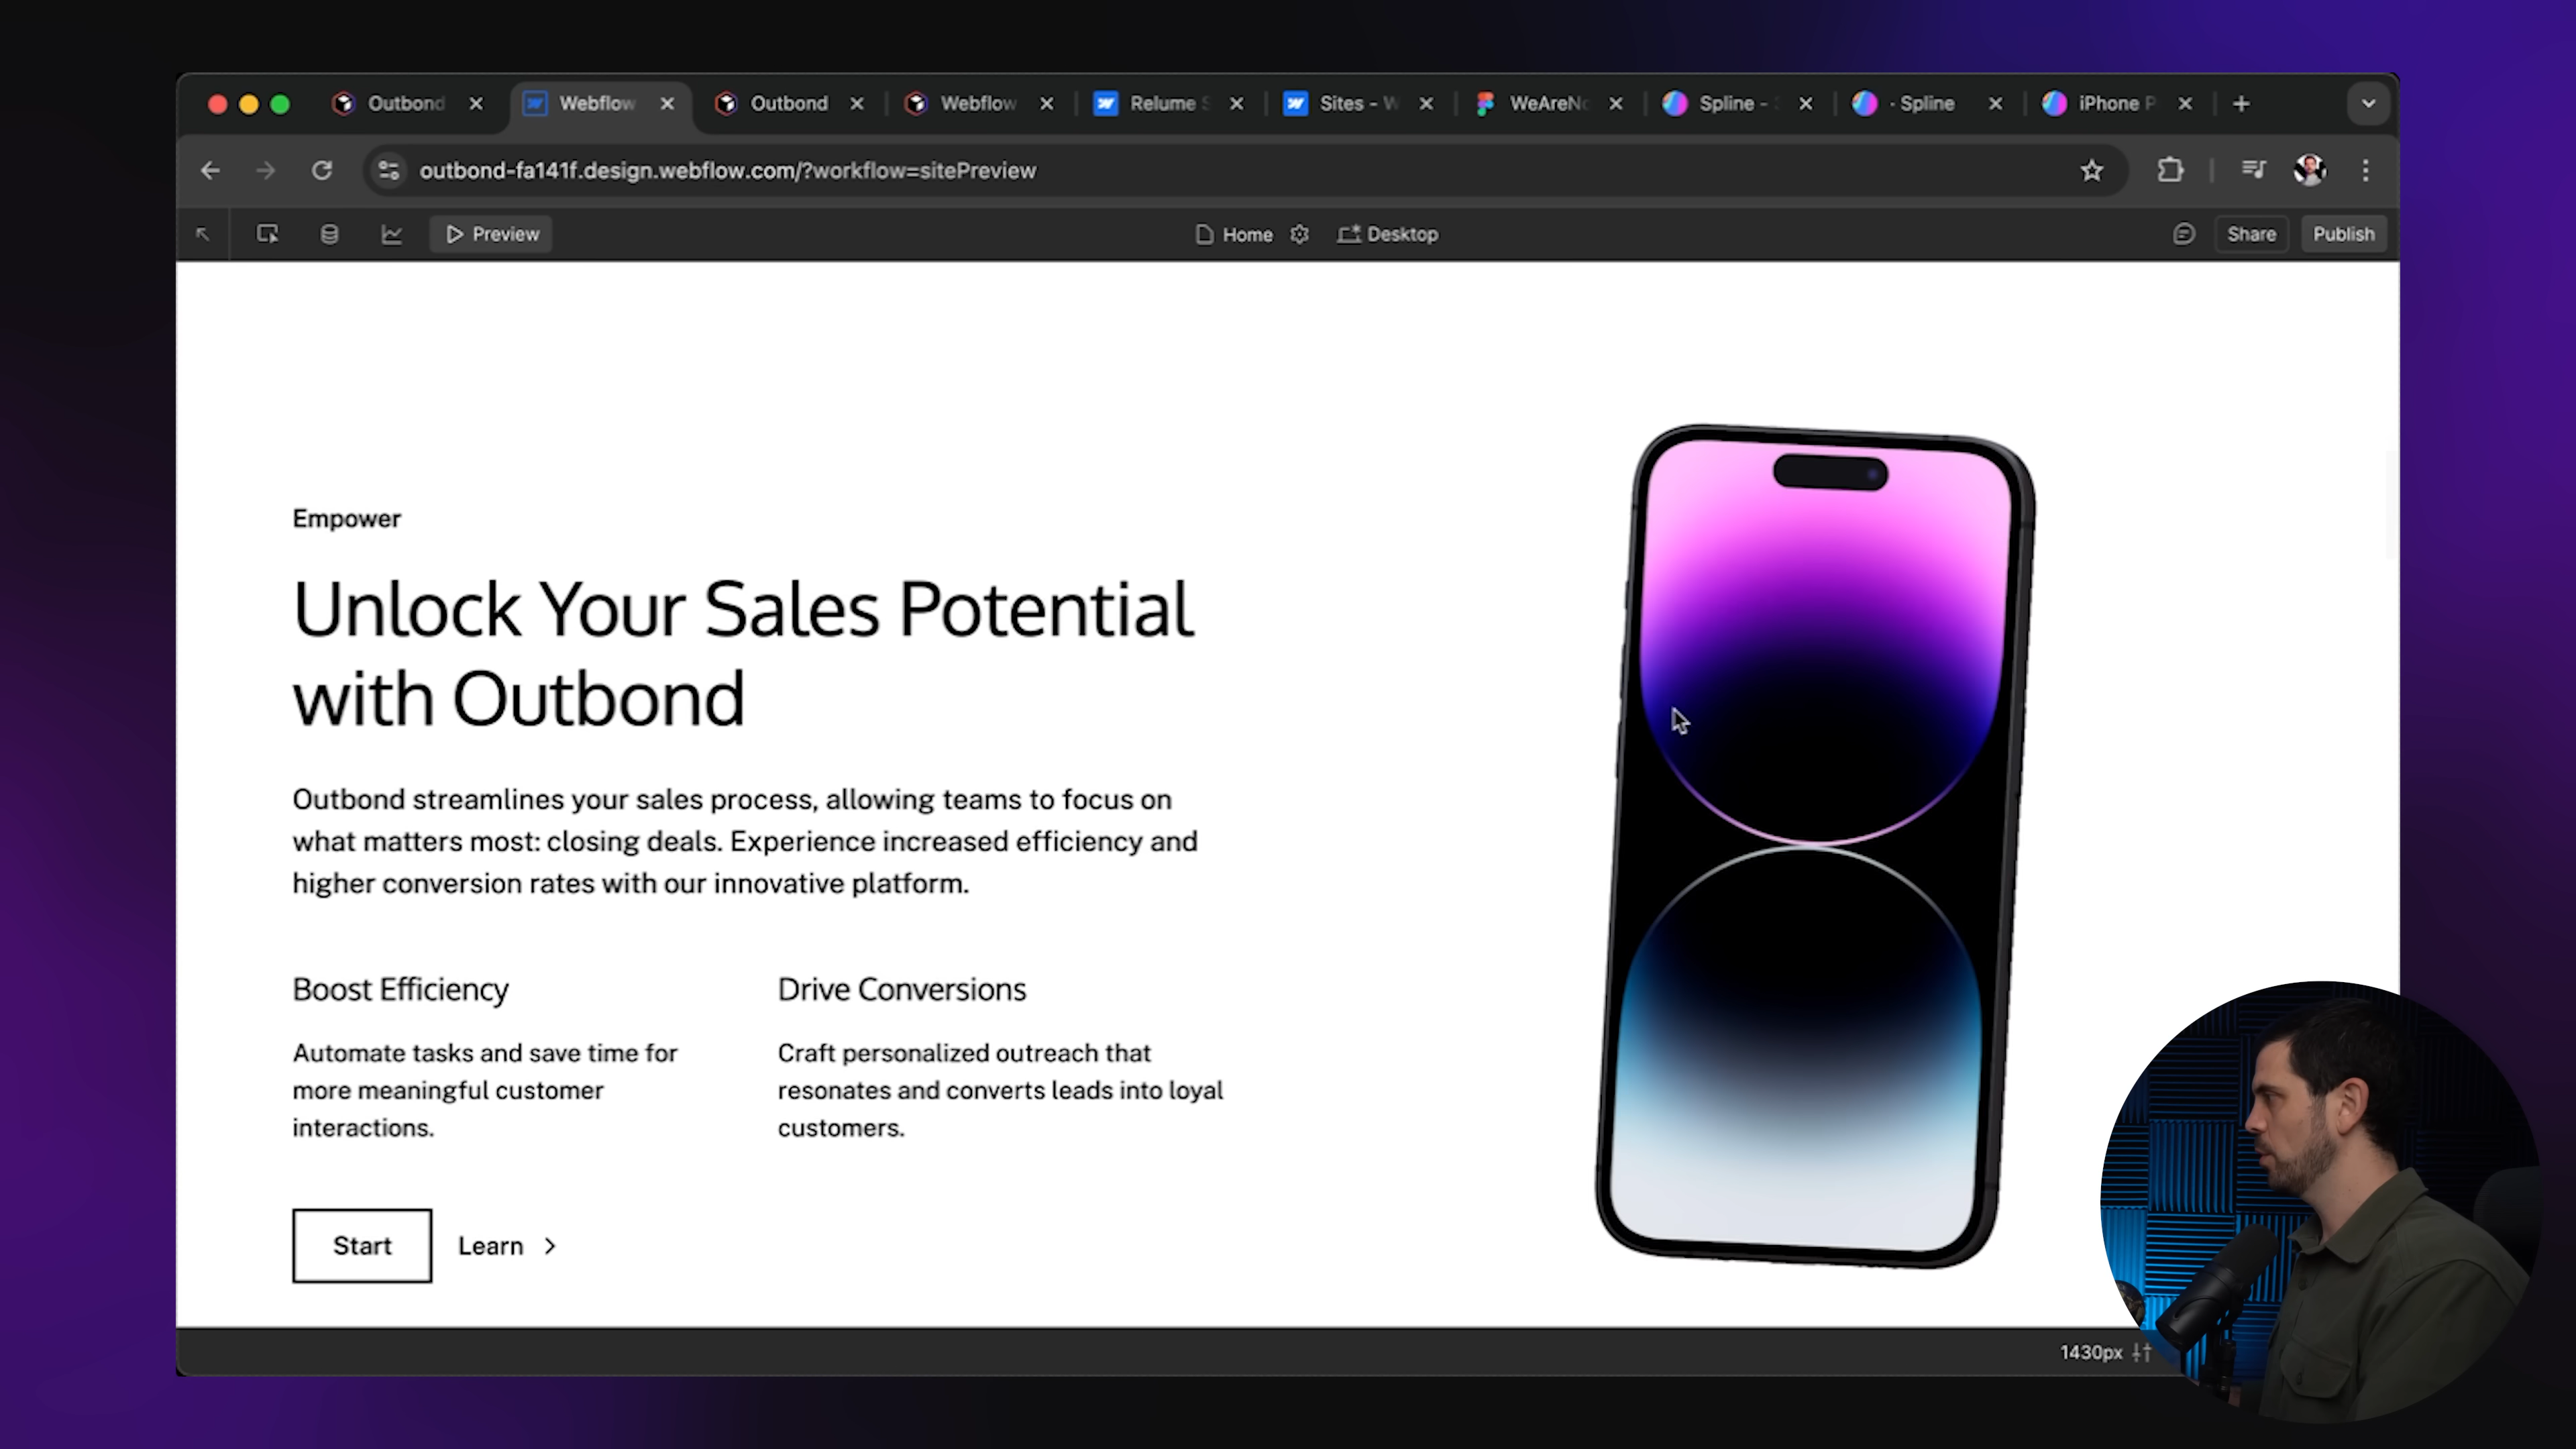 Outbond
Webflow
Outbond
Webflow
Relume S
Sites - W
WeAreNo
Spline -
· Spline
iPhone P
outbond-fa141f.design.webflow.com/?workflow=sitePreview
Preview
Home
Desktop
Share
Publish
Empower
Unlock Your Sales Potential
with Outbond
Outbond streamlines your sales process, allowing teams to focus on
what matters most: closing deals. Experience increased efficiency and
higher conversion rates with our innovative platform.
Boost Efficiency
Automate tasks and save time for
more meaningful customer
interactions.
Drive Conversions
Craft personalized outreach that
resonates and converts leads into loyal
customers.
Start
Learn
1430px